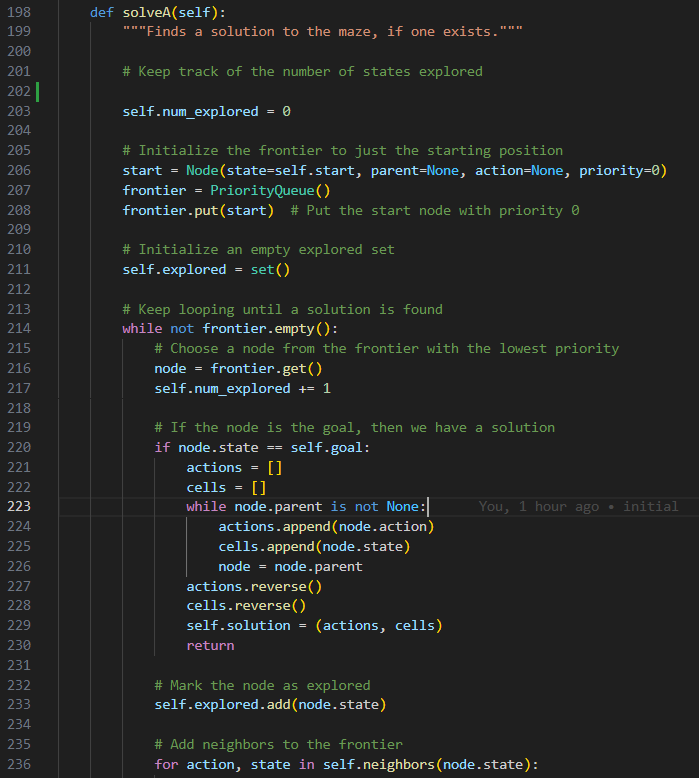 198 def solveA(self):
199 """Finds a solution to the maze, if one exists."""
200
201 # Keep track of the number of states explored
202
203 self.num_explored = 0
204
205 # Initialize the frontier to just the starting position
206 start = Node(state=self.start, parent=None, action=None, priority=0)
207 frontier = PriorityQueue()
208 frontier.put(start)  # Put the start node with priority 0
209
210 # Initialize an empty explored set
211 self.explored = set()
212
213 # Keep looping until a solution is found
214 while not frontier.empty():
215 # Choose a node from the frontier with the lowest priority
216 node = frontier.get()
217 self.num_explored += 1
218
219 # If the node is the goal, then we have a solution
220 if node.state == self.goal:
221 actions = []
222 cells = []
223 while node.parent is not None: You, 1 hour ago • initial
224 actions.append(node.action)
225 cells.append(node.state)
226 node = node.parent
227 actions.reverse()
228 cells.reverse()
229 self.solution = (actions, cells)
230 return
231
232 # Mark the node as explored
233 self.explored.add(node.state)
234
235 # Add neighbors to the frontier
236 for action, state in self.neighbors(node.state):